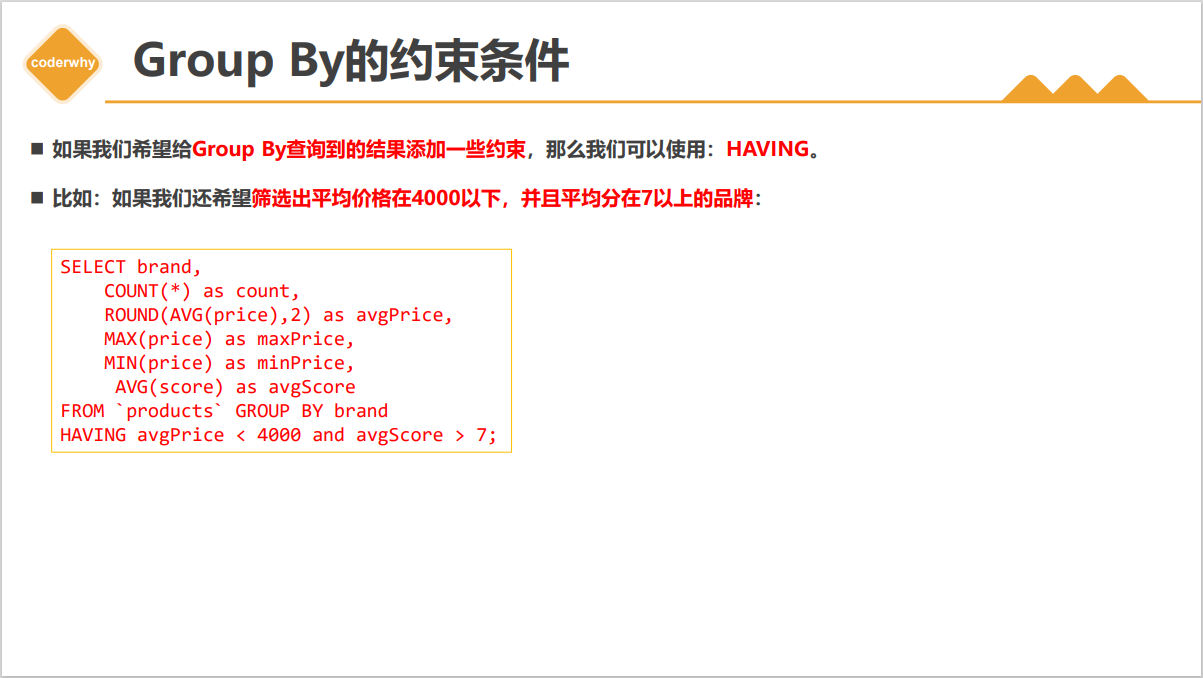 coderwhy
Group By的约束条件
■ 如果我们希望给Group By查询到的结果添加一些约束，那么我们可以使用：HAVING。
■ 比如：如果我们还希望筛选出平均价格在4000以下，并且平均分在7以上的品牌：
SELECT brand,
    COUNT(*) as count,
    ROUND(AVG(price),2) as avgPrice,
    MAX(price) as maxPrice,
    MIN(price) as minPrice,
     AVG(score) as avgScore
FROM `products` GROUP BY brand
HAVING avgPrice < 4000 and avgScore > 7;